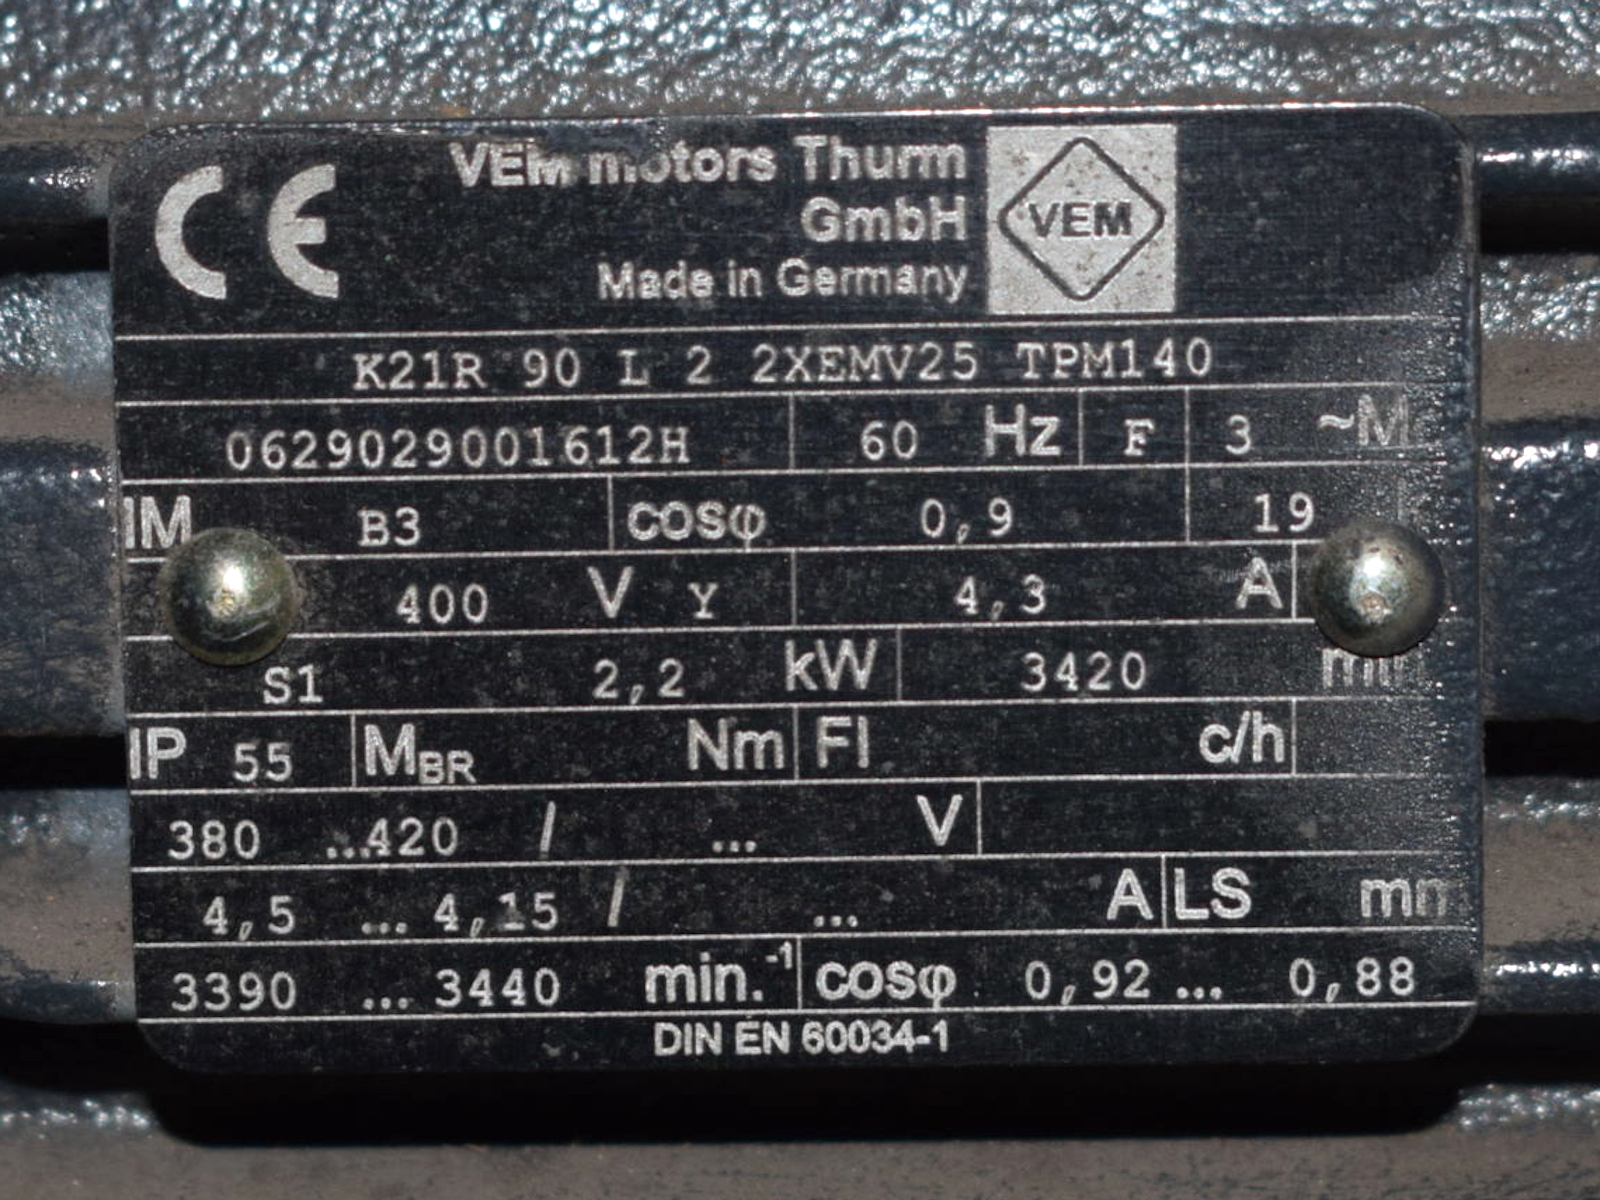 CE VEM motors Thurm
GmbH
Made in Germany
VEM
K21R 90 L 2 2XEMV25 TPM140
0629029001612H 60 Hz F 3 ~M
IM B3 cosφ 0,9 19
400 V Y 4,3 A
S1 2,2 kW 3420 min
IP 55 MBR Nm FI c/h
380 ...420 / ... V
4,5 ... 4,15 / ... A LS mm
3390 ... 3440 min.-1 cosφ 0,92 ... 0,88
DIN EN 60034-1